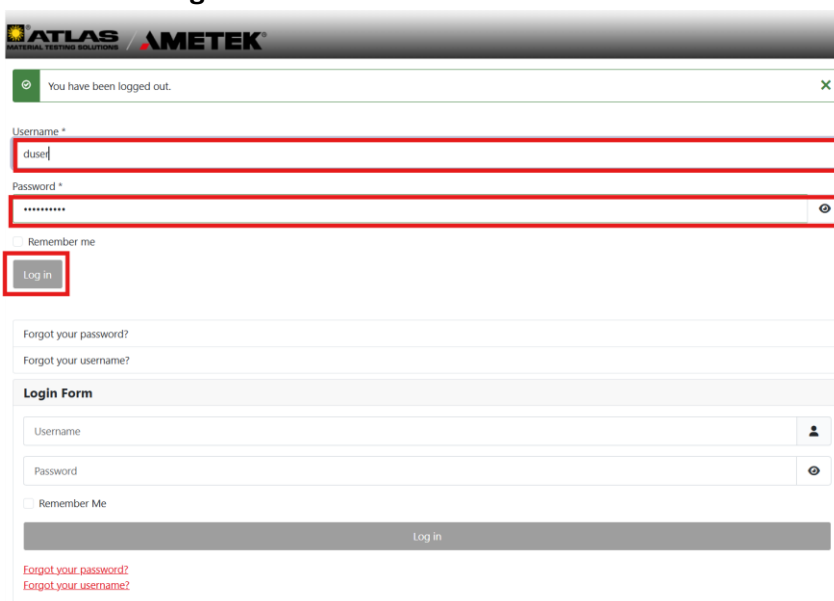 ATLAS / AMETEK®
MATERIAL TESTING SOLUTIONS
You have been logged out.
Username *
duser
Password *
••••••••••
Remember me
Log in
Forgot your password?
Forgot your username?
Login Form
Username
Password
Remember Me
Log in
Forgot your password?
Forgot your username?